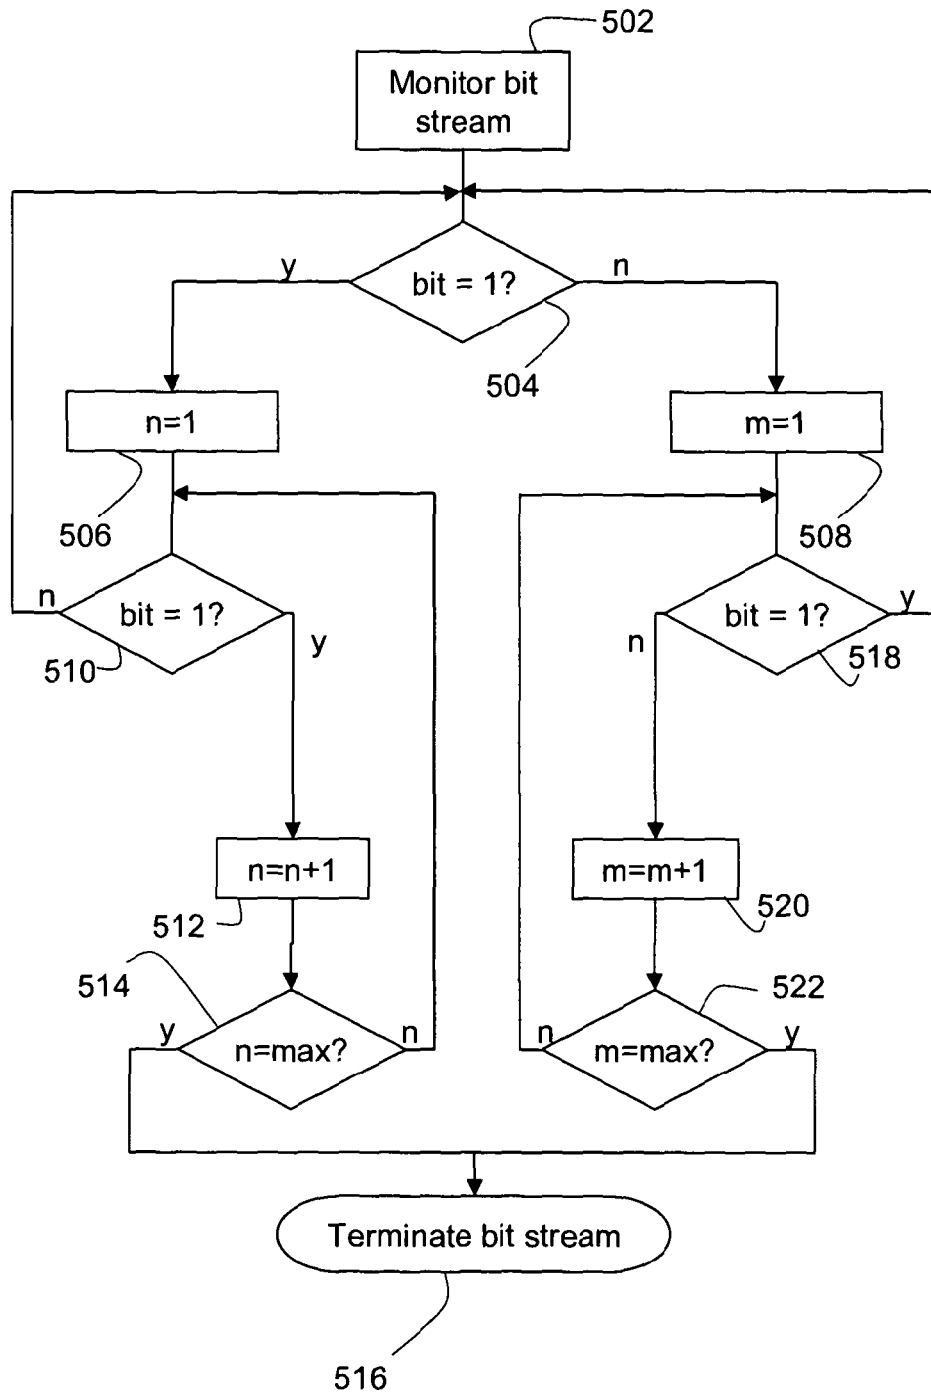 502
Monitor bit
stream
y
bit = 1?
n
504
n=1
m=1
506
508
n
bit = 1?
y
510
n
bit = 1?
y
518
n=n+1
m=m+1
512
520
514
522
y
n=max?
n
n
m=max?
y
Terminate bit stream
516